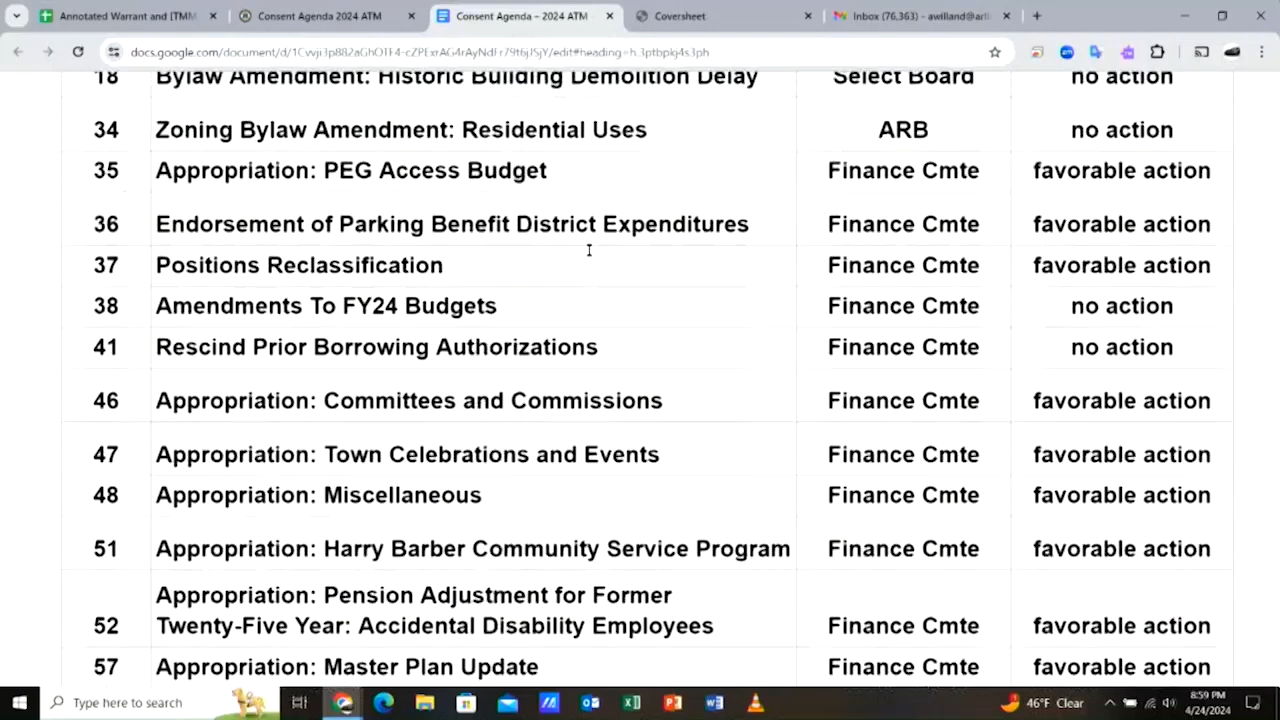 Annotated Warrant and [TMM
Consent Agenda 2024 ATM
Consent Agenda – 2024 ATM
Coversheet
Inbox (76,363) – awilland@arli
18 Bylaw Amendment: Historic Building Demolition Delay Select Board no action
34 Zoning Bylaw Amendment: Residential Uses ARB no action
35 Appropriation: PEG Access Budget Finance Cmte favorable action
36 Endorsement of Parking Benefit District Expenditures Finance Cmte favorable action
37 Positions Reclassification Finance Cmte favorable action
38 Amendments To FY24 Budgets Finance Cmte no action
41 Rescind Prior Borrowing Authorizations Finance Cmte no action
46 Appropriation: Committees and Commissions Finance Cmte favorable action
47 Appropriation: Town Celebrations and Events Finance Cmte favorable action
48 Appropriation: Miscellaneous Finance Cmte favorable action
51 Appropriation: Harry Barber Community Service Program Finance Cmte favorable action
Appropriation: Pension Adjustment for Former
52 Twenty-Five Year: Accidental Disability Employees Finance Cmte favorable action
57 Appropriation: Master Plan Update Finance Cmte favorable action
Type here to search
46°F Clear
8:59 PM
4/24/2024